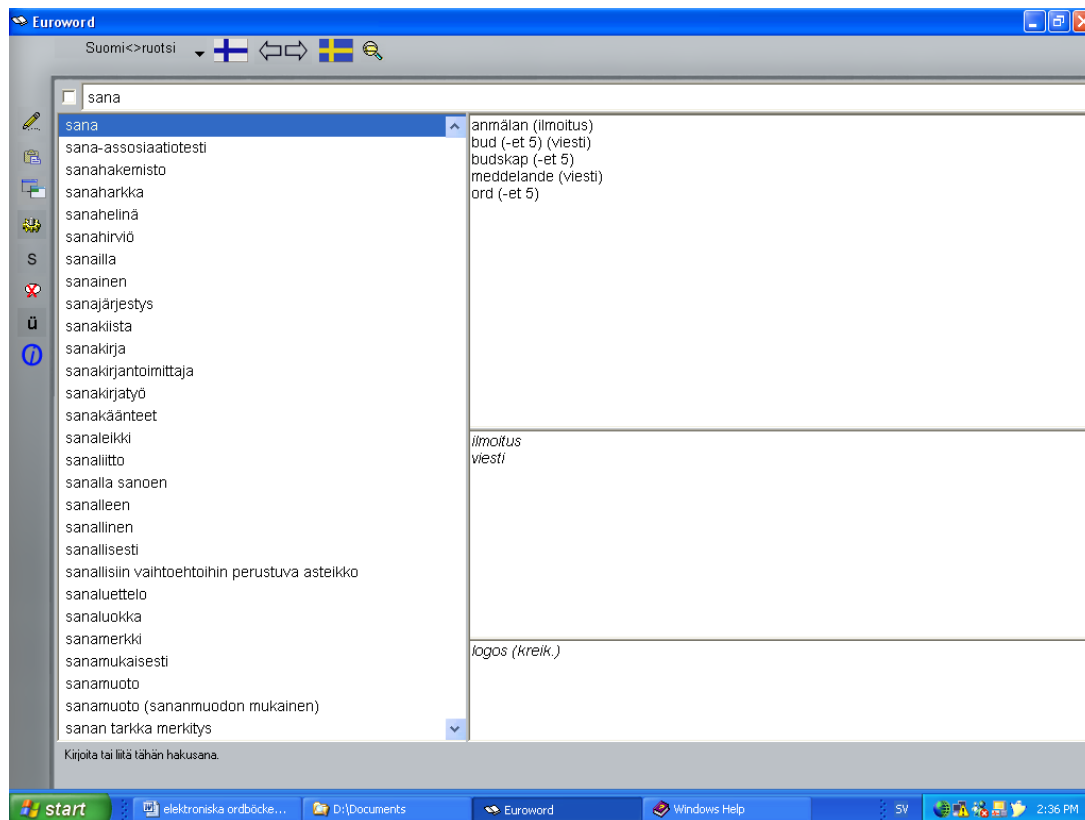 Euroword
Suomi<>ruotsi
sana
sana
sana-assosiaatiotesti
sanahakemisto
sanaharkka
sanahelinä
sanahirviö
sanailla
sanainen
sanajärjestys
sanakiista
sanakirja
sanakirjantoimittaja
sanakirjatyö
sanakäänteet
sanaleikki
sanaliitto
sanalla sanoen
sanalleen
sanallinen
sanallisesti
sanallisiin vaihtoehtoihin perustuva asteikko
sanaluettelo
sanaluokka
sanamerkki
sanamukaisesti
sanamuoto
sanamuoto (sananmuodon mukainen)
sanan tarkka merkitys
anmälan (ilmoitus)
bud (-et 5) (viesti)
budskap (-et 5)
meddelande (viesti)
ord (-et 5)
ilmoitus
viesti
logos (kreik.)
S
ü
i
Kirjoita tai liitä tähän hakusana.
start
elektroniska ordböcke...
D:\Documents
Euroword
Windows Help
SV
2:36 PM